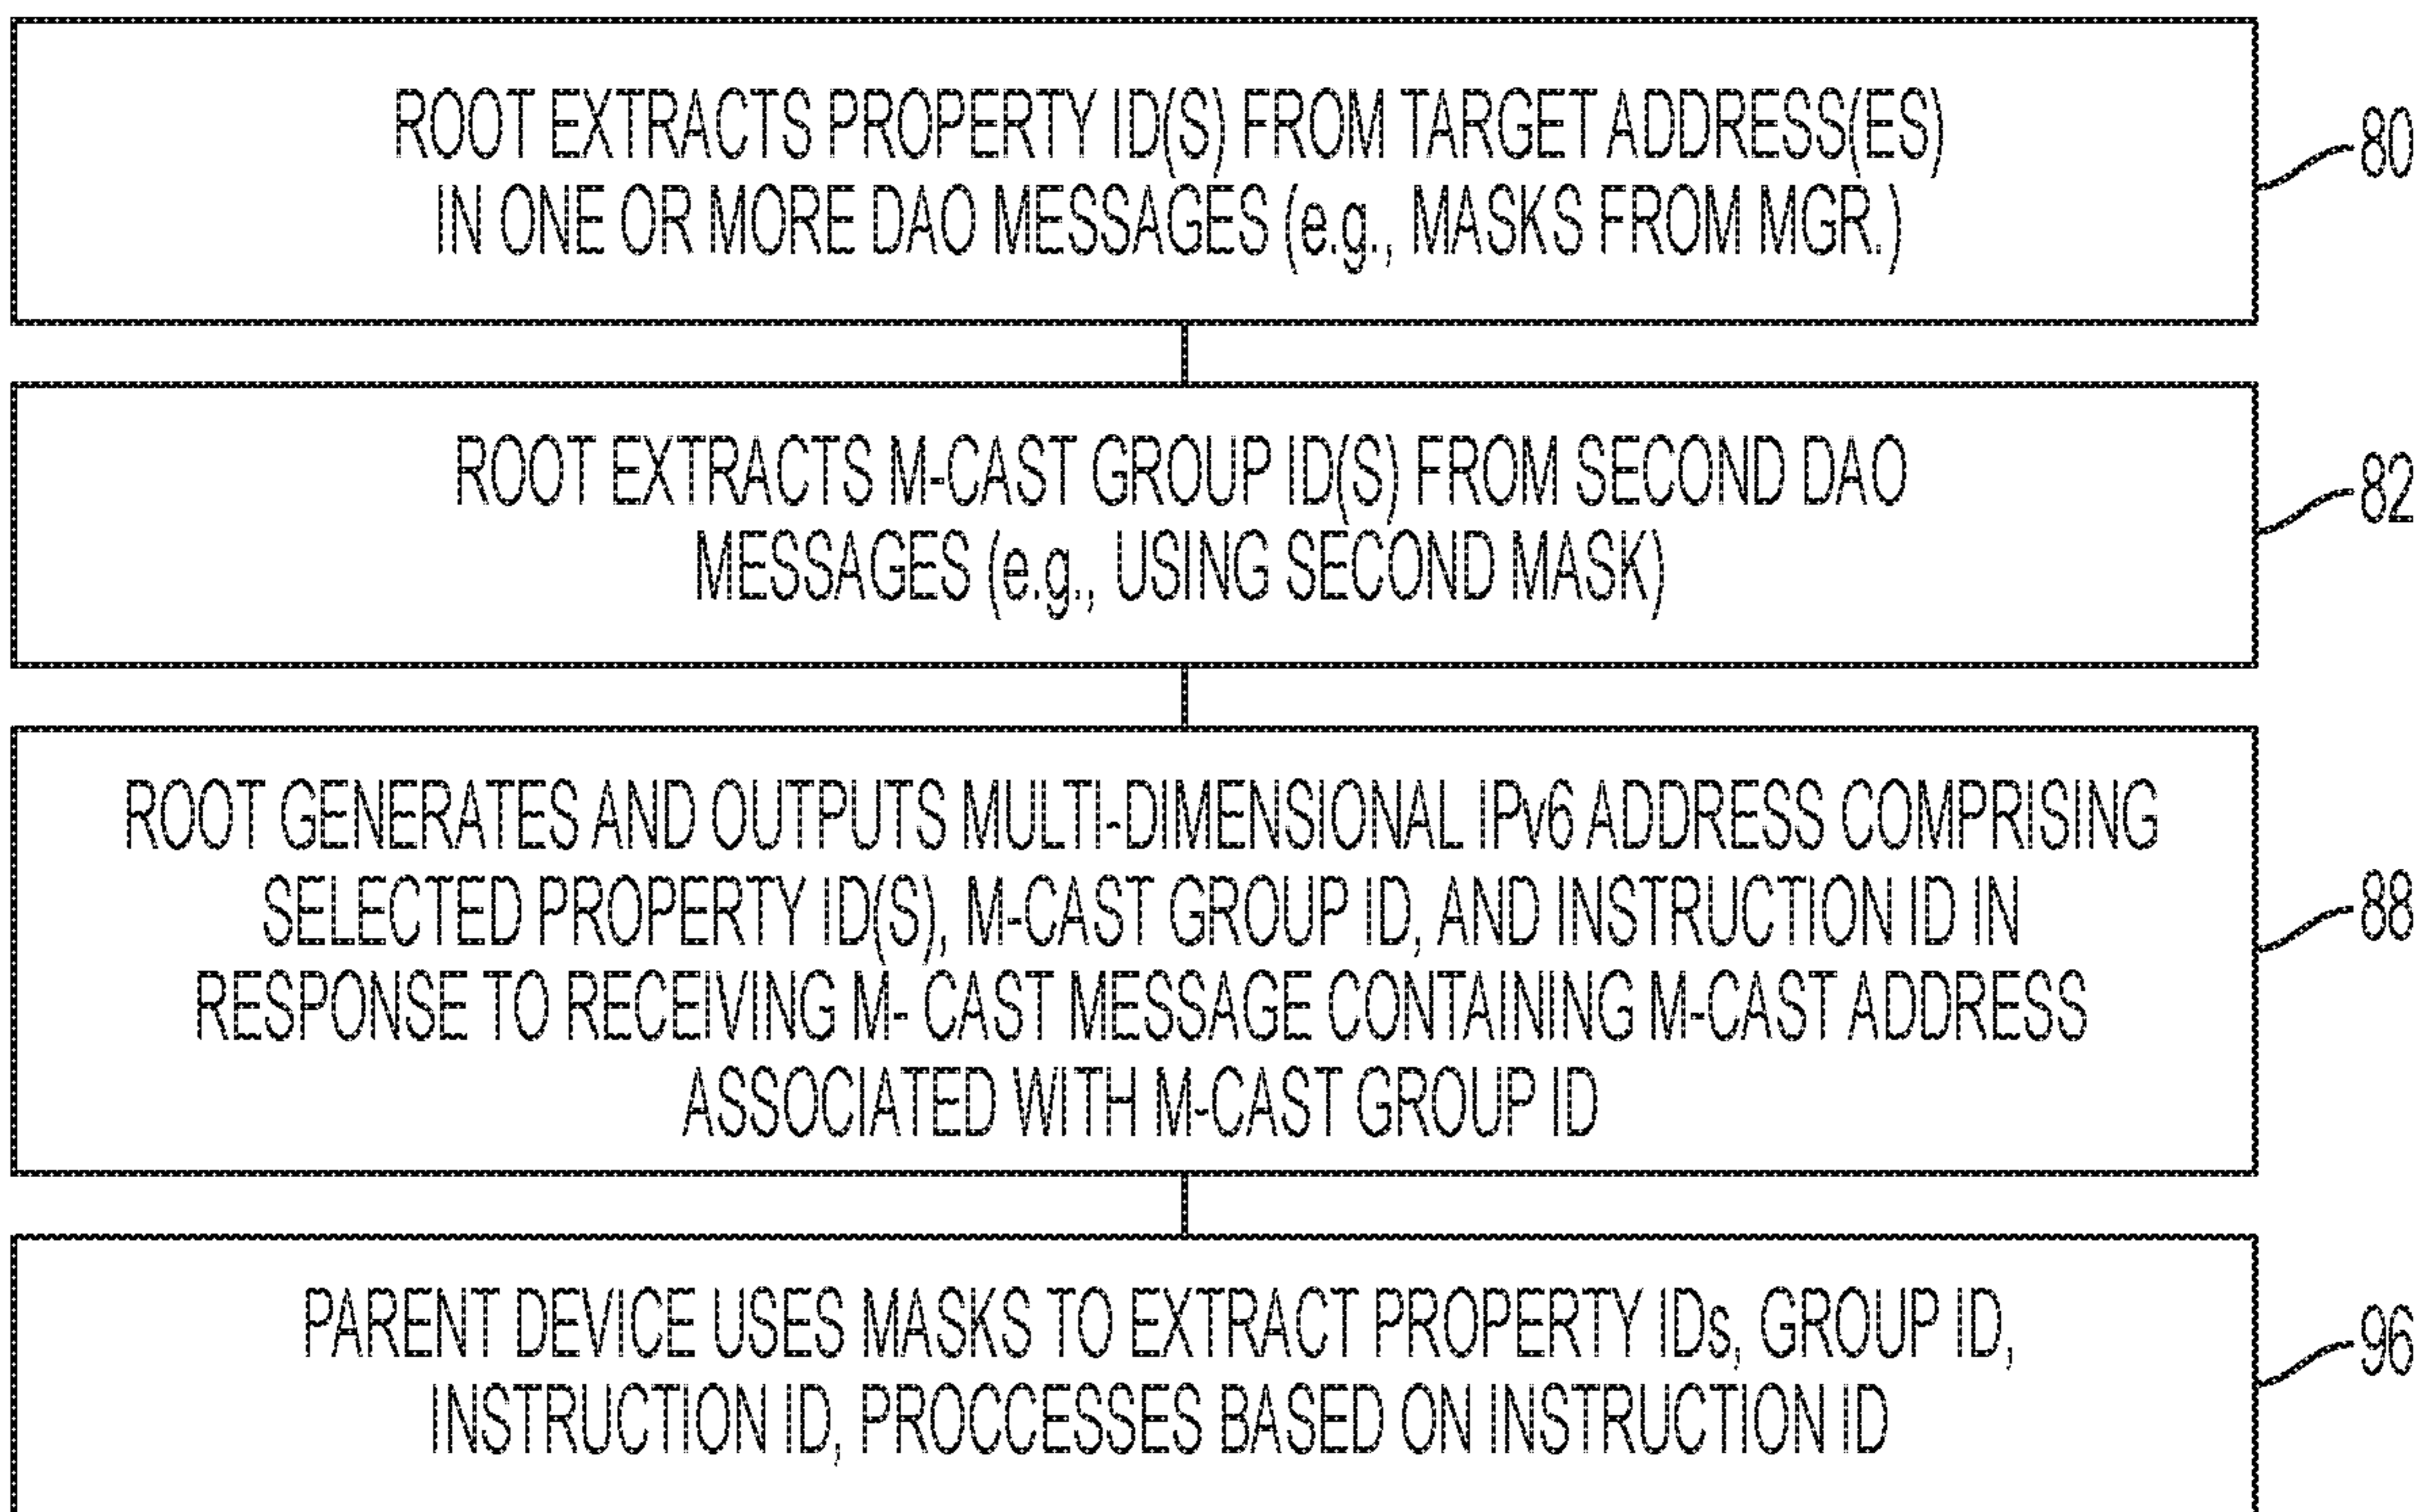 ROOT EXTRACTS PROPERTY ID(S) FROM TARGET ADDRESS(ES)
IN ONE OR MORE DAO MESSAGES (e.g., MASKS FROM MGR.)
80
ROOT EXTRACTS M-CAST GROUP ID(S) FROM SECOND DAO
MESSAGES (e.g., USING SECOND MASK)
82
ROOT GENERATES AND OUTPUTS MULTI-DIMENSIONAL IPv6 ADDRESS COMPRISING
SELECTED PROPERTY ID(S), M-CAST GROUP ID, AND INSTRUCTION ID IN
RESPONSE TO RECEIVING M- CAST MESSAGE CONTAINING M-CAST ADDRESS
ASSOCIATED WITH M-CAST GROUP ID
88
PARENT DEVICE USES MASKS TO EXTRACT PROPERTY IDs, GROUP ID,
INSTRUCTION ID, PROCCESSES BASED ON INSTRUCTION ID
96